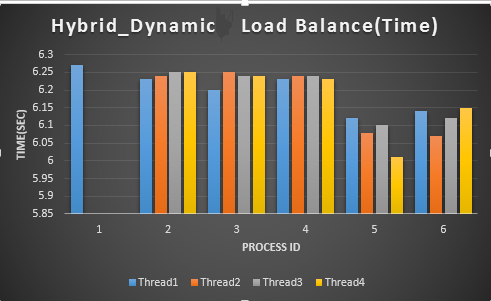 Hybrid_Dynamic Load Balance(Time)
6.3
6.25
6.2
6.15
6.1
6.05
6
5.95
5.9
5.85
TIME(SEC)
1 2 3 4 5 6
PROCESS ID
Thread1 Thread2 Thread3 Thread4